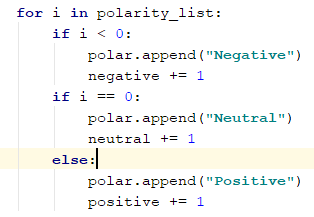 for i in polarity_list:
    if i < 0:
        polar.append("Negative")
        negative += 1
    if i == 0:
        polar.append("Neutral")
        neutral += 1
    else:
        polar.append("Positive")
        positive += 1